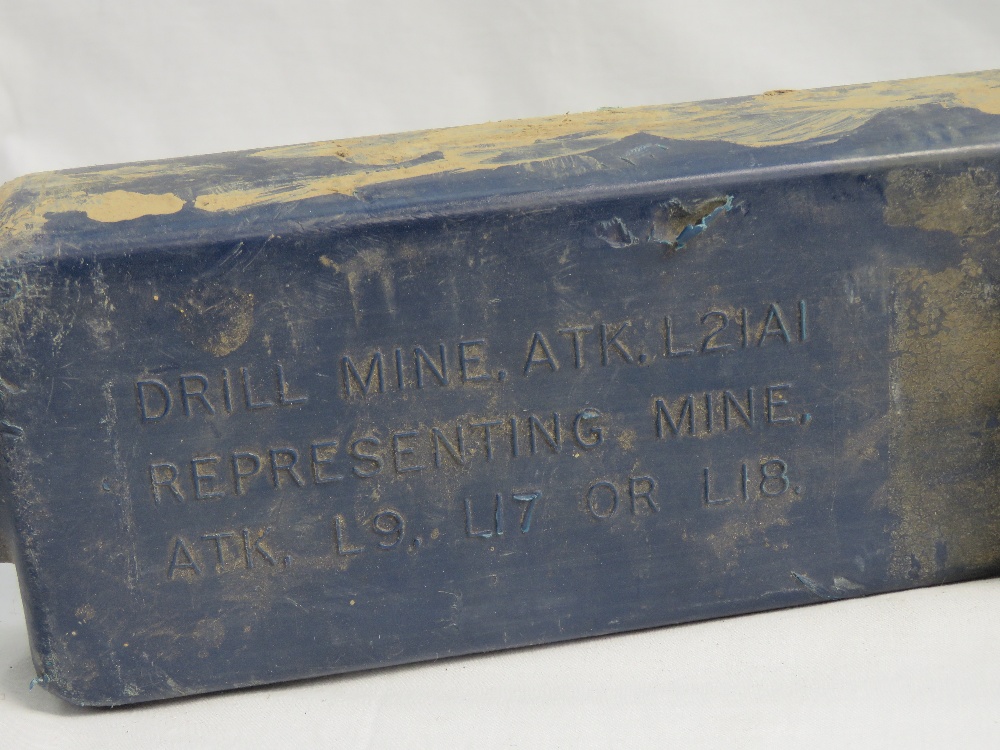 DRILL MINE. ATK. L21A1
REPRESENTING MINE,
ATK. L9, L17 OR L18.